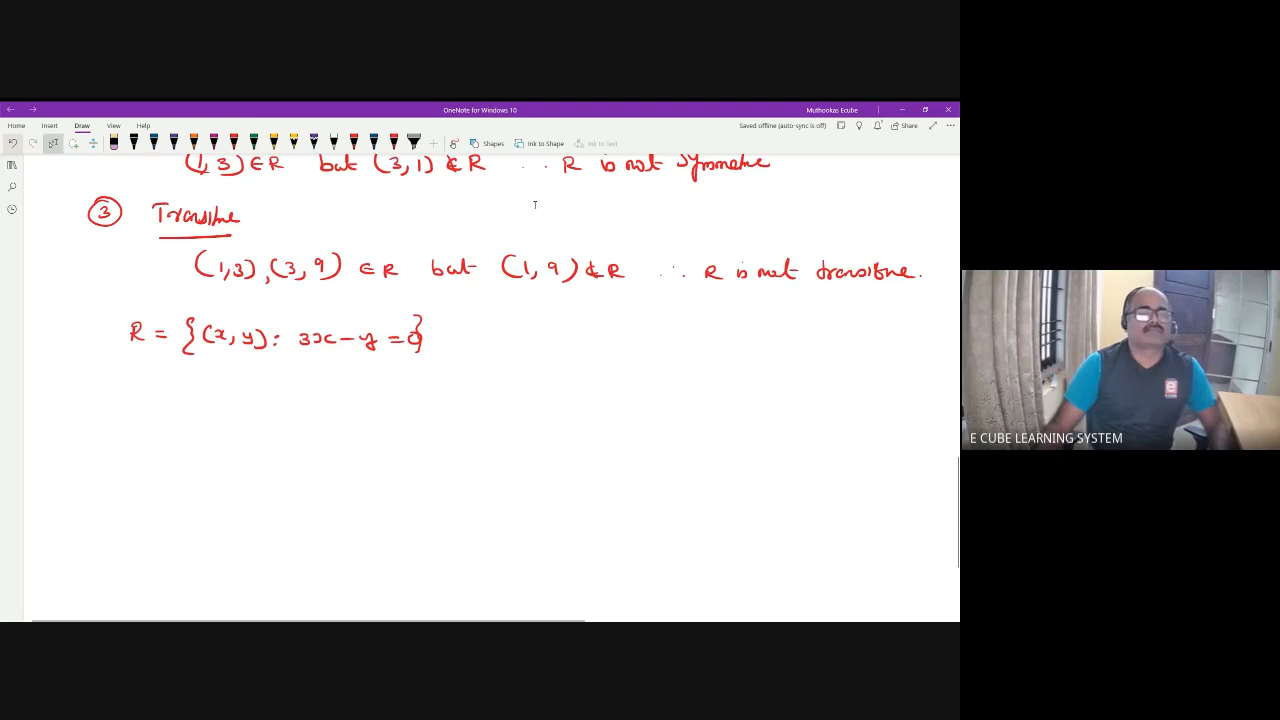 OneNote for Windows 10
Muthookas Ecube
Home Insert Draw View Help
Saved offline (auto-sync is off) Share
Shapes Ink to Shape Ink to Text
(1, 3) ∈ R but (3, 1) ∉ R ∴ R is not Symmetric
③ Transitive
(1,3), (3, 9) ∈ R but (1, 9) ∉ R ∴ R is not transitive.
R = {(x, y): 3x - y = 0}
E CUBE LEARNING SYSTEM